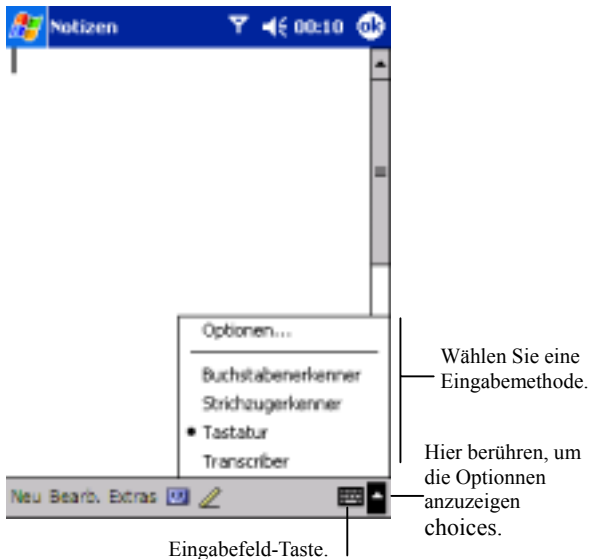 Notizen 00:10 ok
Optionen...
Buchstabenerkenner
Strichzugerkenner
Tastatur
Transcriber
Wählen Sie eine
Eingabemethode.
Neu Bearb. Extras
Hier berühren, um
die Optionnen
anzuzeigen
choices.
Eingabefeld-Taste.